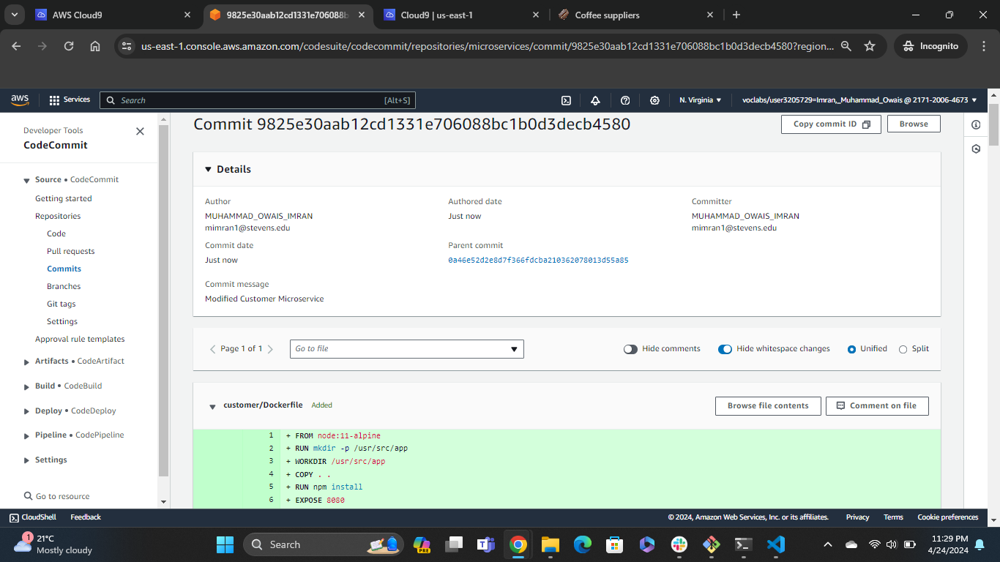 AWS Cloud9
9825e30aab12cd1331e706088b
Cloud9 | us-east-1
Coffee suppliers
us-east-1.console.aws.amazon.com/codesuite/codecommit/repositories/microservices/commit/9825e30aab12cd1331e706088bc1b0d3decb4580?region...
Incognito
aws
Services
Search
[Alt+S]
N. Virginia
voclabs/user3205729=Imran,_Muhammad_Owais @ 2171-2006-4673
Developer Tools
CodeCommit
Source • CodeCommit
Getting started
Repositories
Code
Pull requests
Commits
Branches
Git tags
Settings
Approval rule templates
Artifacts • CodeArtifact
Build • CodeBuild
Deploy • CodeDeploy
Pipeline • CodePipeline
Settings
Go to resource
Commit 9825e30aab12cd1331e706088bc1b0d3decb4580
Copy commit ID
Browse
Details
Author
MUHAMMAD_OWAIS_IMRAN
mimran1@stevens.edu
Authored date
Just now
Committer
MUHAMMAD_OWAIS_IMRAN
mimran1@stevens.edu
Commit date
Just now
Parent commit
0a46e52d2e8d7f366fdcba210362078013d55a85
Commit message
Modified Customer Microservice
Page 1 of 1
Go to file
Hide comments
Hide whitespace changes
Unified
Split
customer/Dockerfile Added
Browse file contents
Comment on file
1 + FROM node:11-alpine
2 + RUN mkdir -p /usr/src/app
3 + WORKDIR /usr/src/app
4 + COPY . .
5 + RUN npm install
6 + EXPOSE 8080
CloudShell
Feedback
© 2024, Amazon Web Services, Inc. or its affiliates.
Privacy
Terms
Cookie preferences
1
21°C
Mostly cloudy
Search
PRE
11:29 PM
4/24/2024